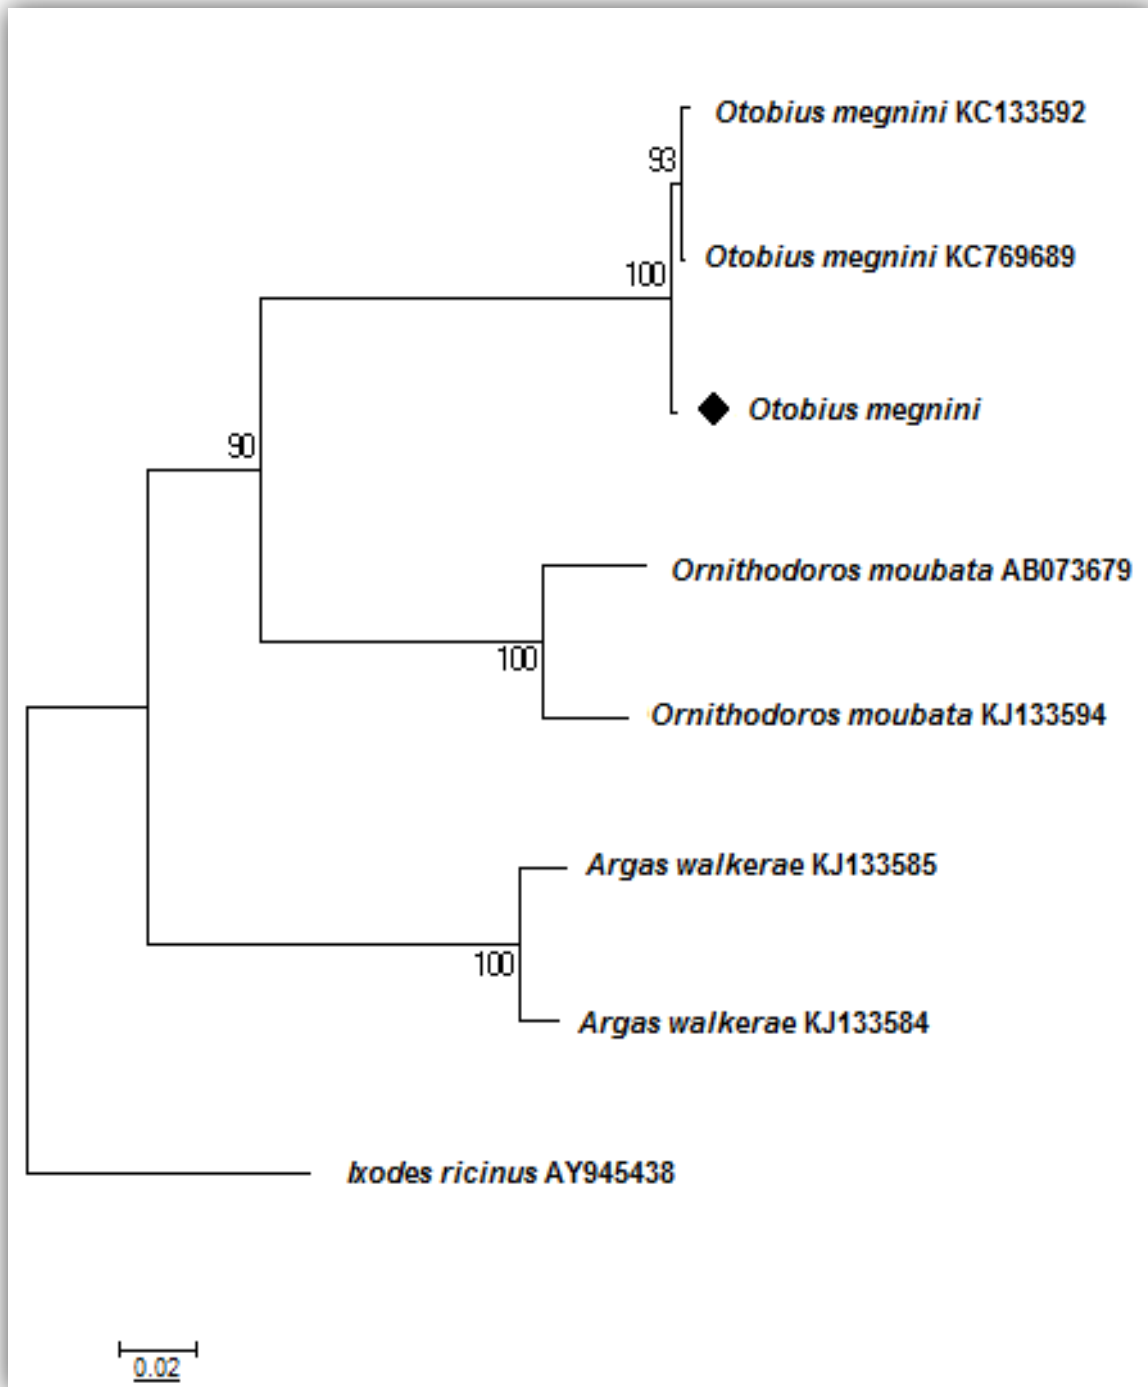 Otobius megnini KC133592
93
Otobius megnini KC769689
100
Otobius megnini
90
Ornithodoros moubata AB073679
100
Ornithodoros moubata KJ133594
Argas walkerae KJ133585
100
Argas walkerae KJ133584
Ixodes ricinus AY945438
0.02